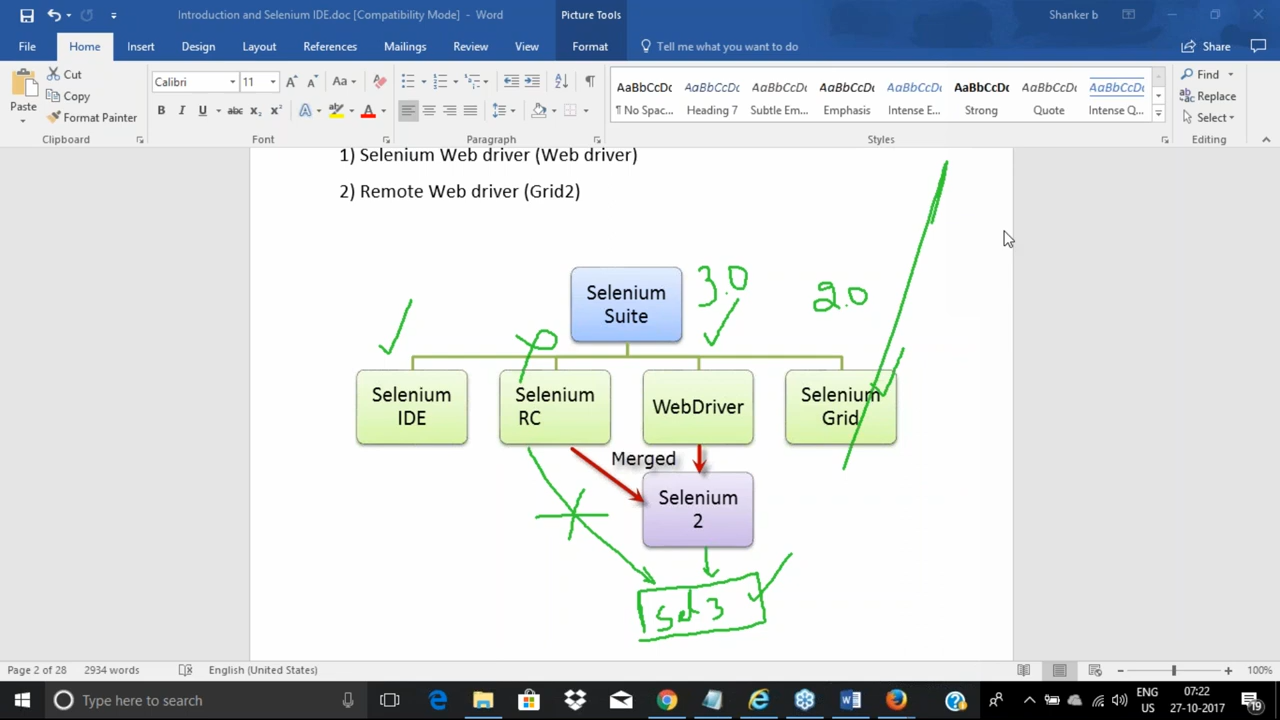 Introduction and Selenium IDE.doc [Compatibility Mode] - Word
Picture Tools
Shanker b
File Home Insert Design Layout References Mailings Review View Format Tell me what you want to do Share
Paste
Cut
Copy
Format Painter
Calibri 11
AaBbCcDc AaBbCcDc AaBbCcDc AaBbCcDc AaBbCcDc AaBbCcDc AaBbCcDc AaBbCcDc
¶ No Spac... Heading 7 Subtle Em... Emphasis Intense E... Strong Quote Intense Q...
Find
Replace
Select
Clipboard Font Paragraph Styles Editing
1) Selenium Web driver (Web driver)
2) Remote Web driver (Grid2)
Selenium
Suite
3.0
2.0
Selenium
IDE
Selenium
RC
WebDriver
Selenium
Grid
Merged
Selenium
2
Sel 3
Page 2 of 28 2934 words English (United States) 100%
Type here to search
ENG
US
07:22
27-10-2017
19